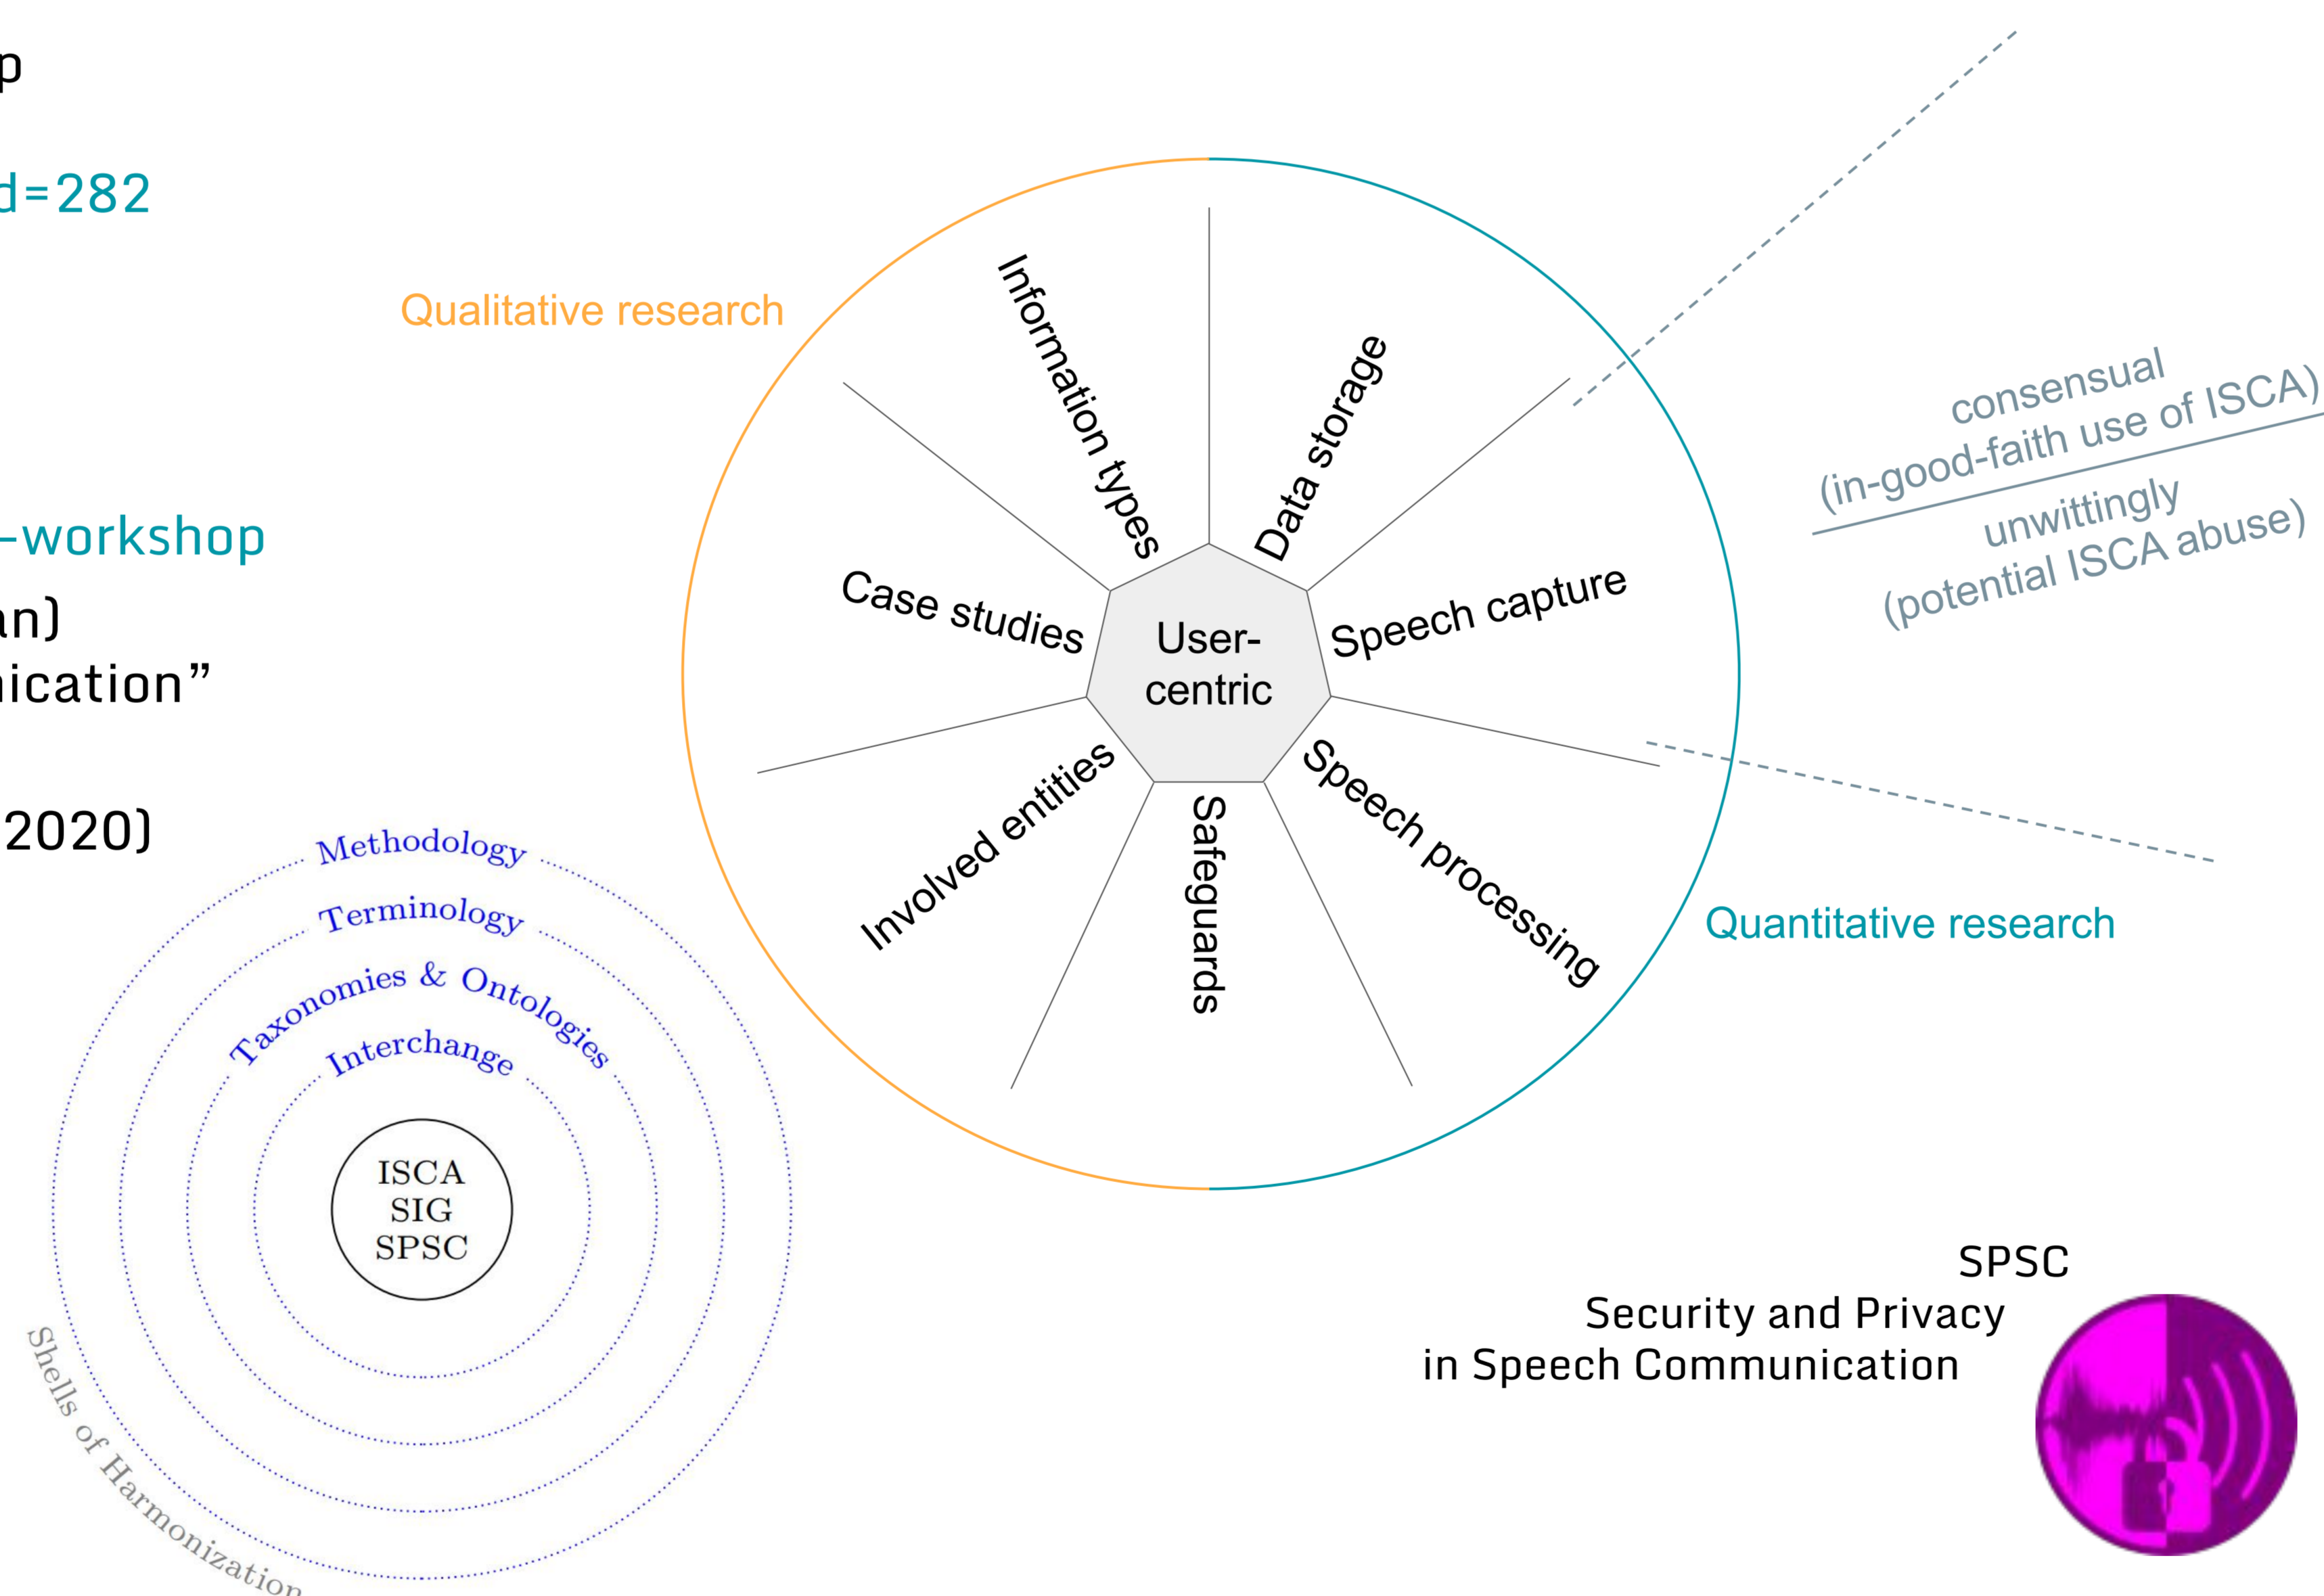 p
d=282
-workshop
an)
nication”
2020)
Qualitative research
Information types
Data storage
Case studies
Speech capture
User-
centric
Involved entities
Safeguards
Speech processing
Quantitative research
consensual
(in-good-faith use of ISCA)
unwittingly
(potential ISCA abuse)
Methodology
Terminology
Taxonomies & Ontologies
Interchange
ISCA
SIG
SPSC
Shells of Harmonization
SPSC
Security and Privacy
in Speech Communication